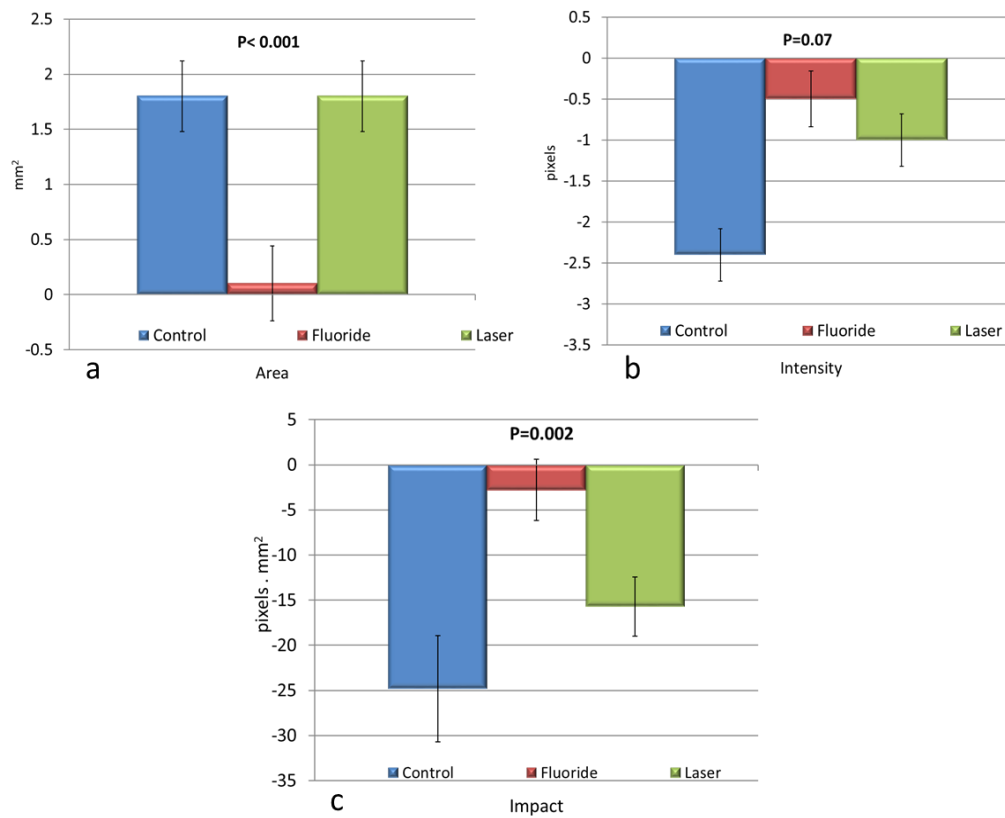 2.5
P< 0.001
2
1.5
mm²
1
0.5
0
Control Fluoride Laser
-0.5
a
Area
0.5
P=0.07
0
-0.5
-1
pixels
-1.5
-2
-2.5
-3
Control Fluoride Laser
-3.5
b
Intensity
5
P=0.002
0
-5
-10
pixels . mm²
-15
-20
-25
-30
Control Fluoride Laser
-35
c
Impact